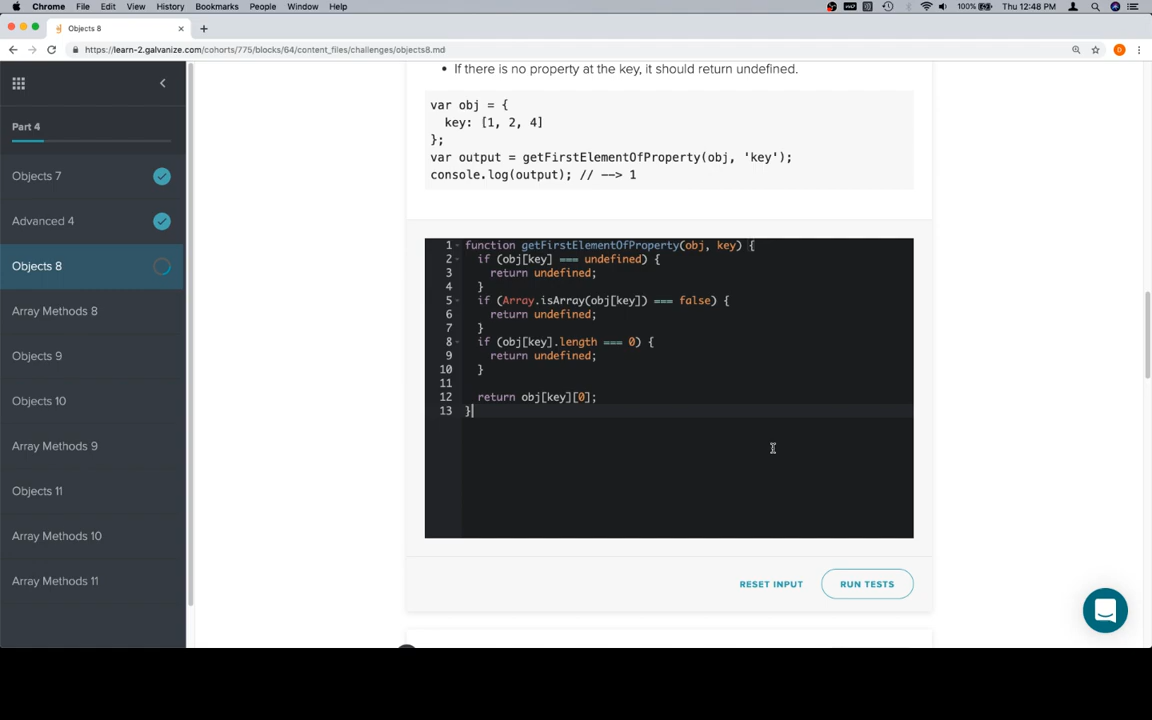 Chrome File Edit View History Bookmarks People Window Help
100% Thu 12:48 PM
Objects 8
https://learn-2.galvanize.com/cohorts/775/blocks/64/content_files/challenges/objects8.md
Part 4
Objects 7
Advanced 4
Objects 8
Array Methods 8
Objects 9
Objects 10
Array Methods 9
Objects 11
Array Methods 10
Array Methods 11
• If there is no property at the key, it should return undefined.
var obj = {
key: [1, 2, 4]
};
var output = getFirstElementOfProperty(obj, 'key');
console.log(output); // --> 1
1 function getFirstElementOfProperty(obj, key) {
2 if (obj[key] === undefined) {
3 return undefined;
4 }
5 if (Array.isArray(obj[key]) === false) {
6 return undefined;
7 }
8 if (obj[key].length === 0) {
9 return undefined;
10 }
11
12 return obj[key][0];
13 }
RESET INPUT
RUN TESTS